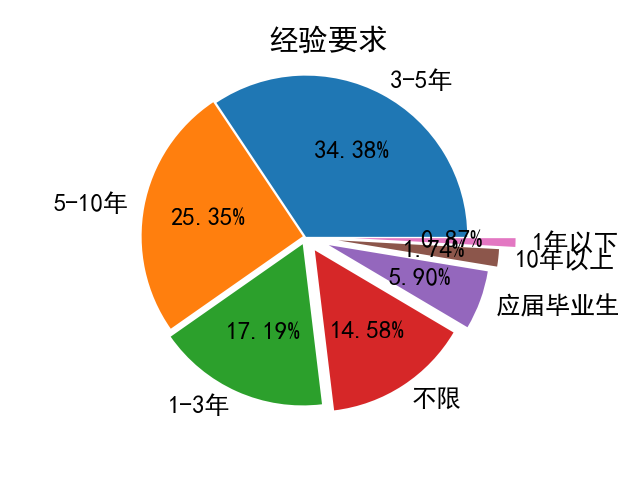 经验要求
3-5年
34.38%
5-10年
25.35%
17.19%
1-3年
14.58%
不限
5.90%
应届毕业生
1.74%
10年以上
0.87%
1年以下